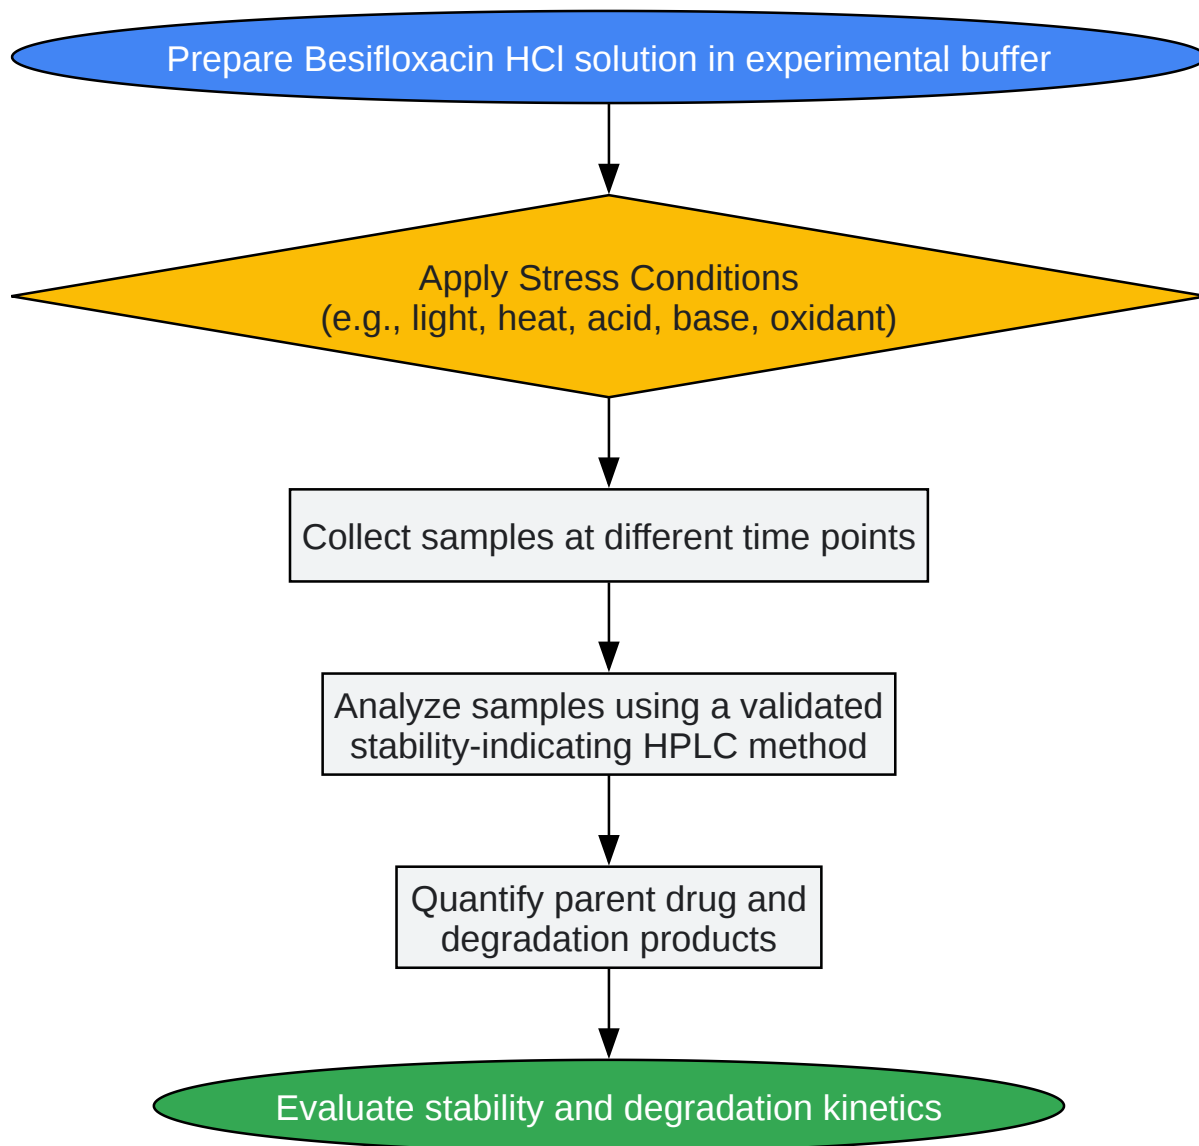 Prepare Besifloxacin HCl solution in experimental buffer
Apply Stress Conditions
(e.g., light, heat, acid, base, oxidant)
Collect samples at different time points
Analyze samples using a validated
stability-indicating HPLC method
Quantify parent drug and
degradation products
Evaluate stability and degradation kinetics